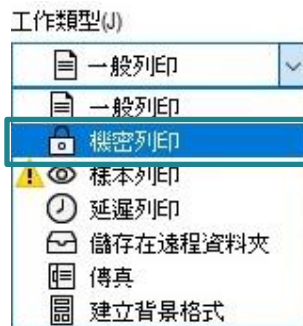 工作類型(J)
一般列印
一般列印
機密列印
樣本列印
延遲列印
儲存在遠程資料夾
傳真
建立背景格式